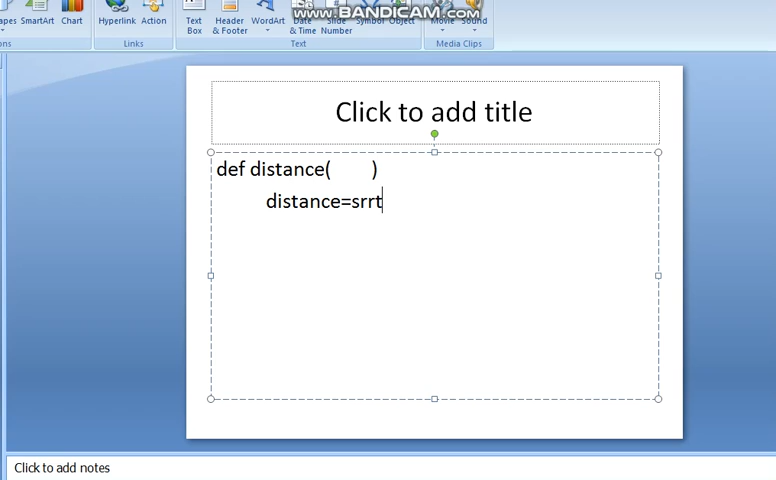 apes SmartArt Chart Hyperlink Action Text Box Header & Footer WordArt Date & Time Slide Number Symbol Object Movie Sound
www.BANDICAM.com
ons Links Text Media Clips
Click to add title
def distance( )
distance=srrt
Click to add notes